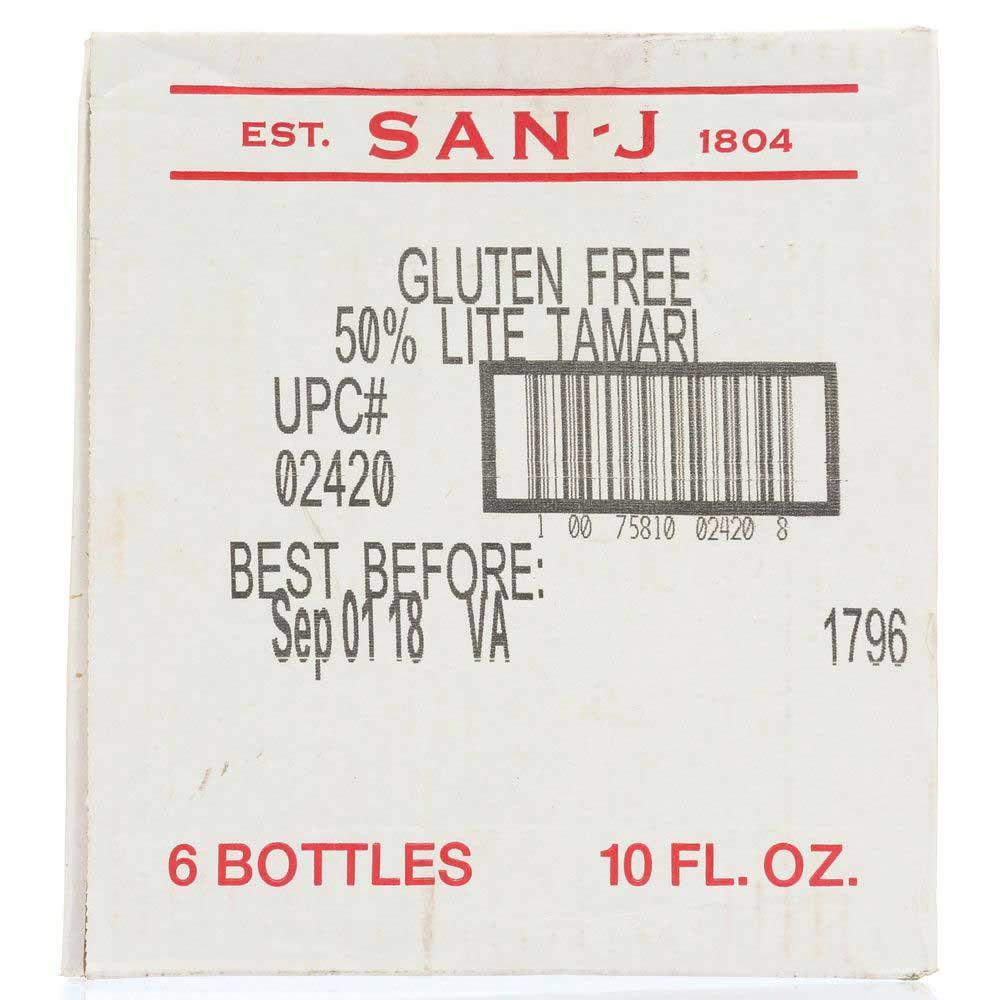 EST. SAN-J 1804
GLUTEN FREE
50% LITE TAMARI
UPC#
02420
1 00 75810 02420 8
BEST BEFORE:
Sep 01 18 VA
1796
6 BOTTLES 10 FL. OZ.